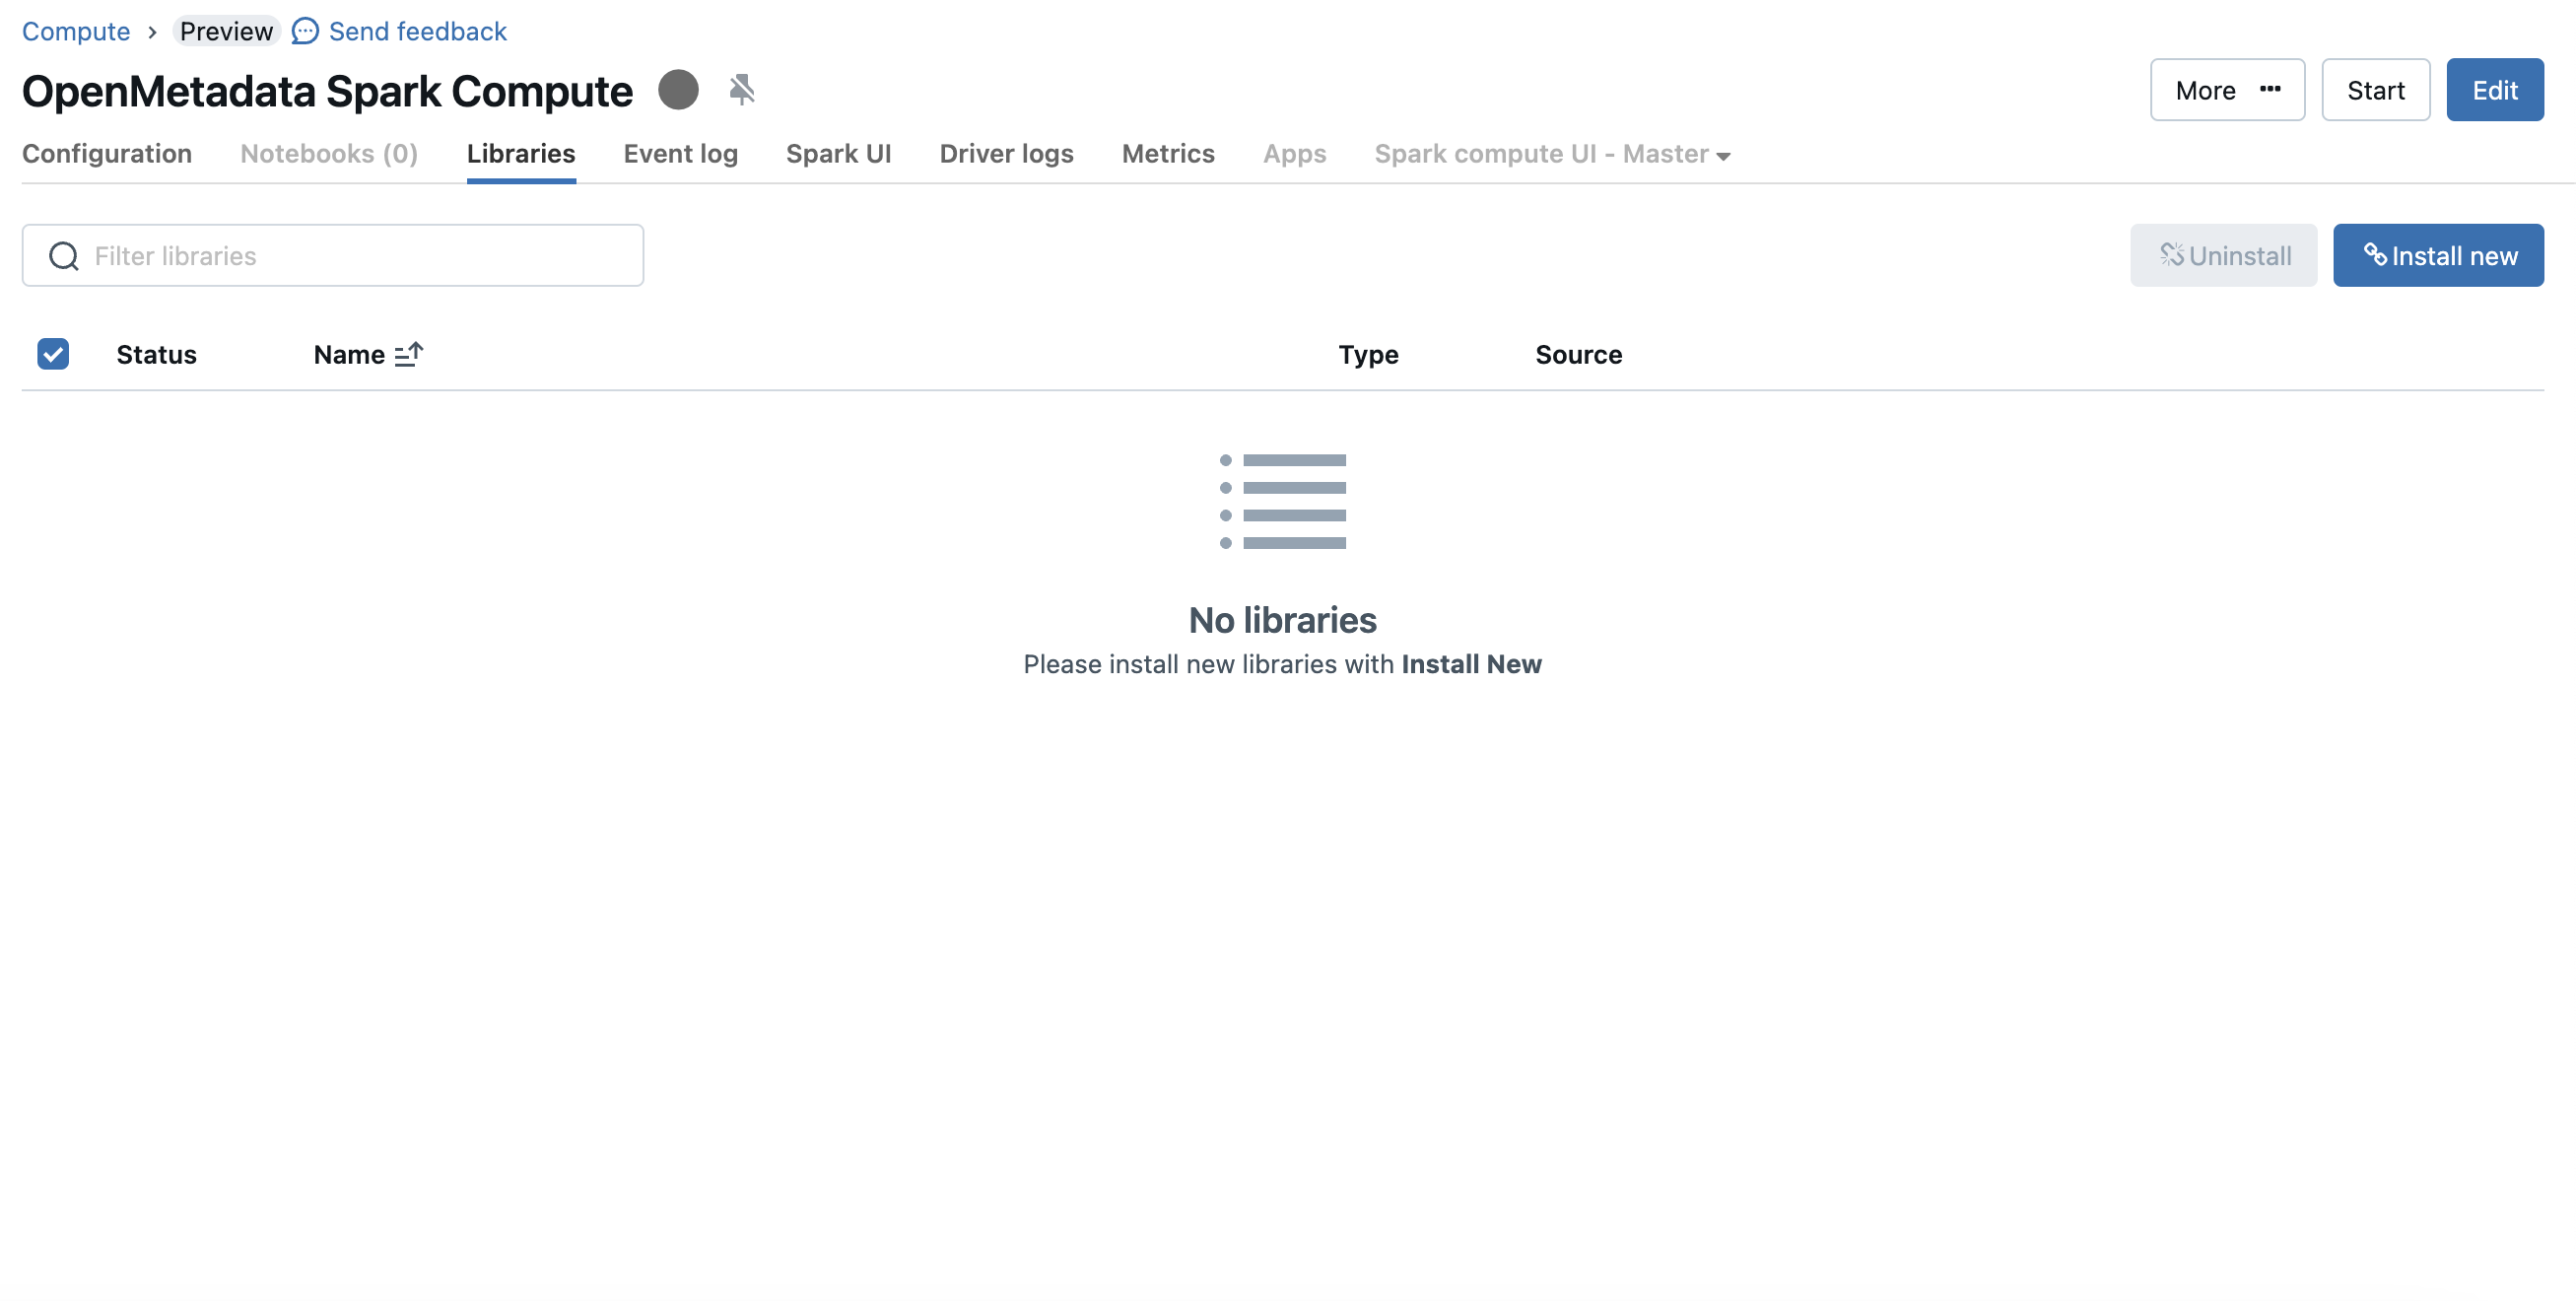 Compute › Preview Send feedback
OpenMetadata Spark Compute
More ··· Start Edit
Configuration Notebooks (0) Libraries Event log Spark UI Driver logs Metrics Apps Spark compute UI - Master
Filter libraries
Uninstall Install new
Status Name Type Source
No libraries
Please install new libraries with Install New